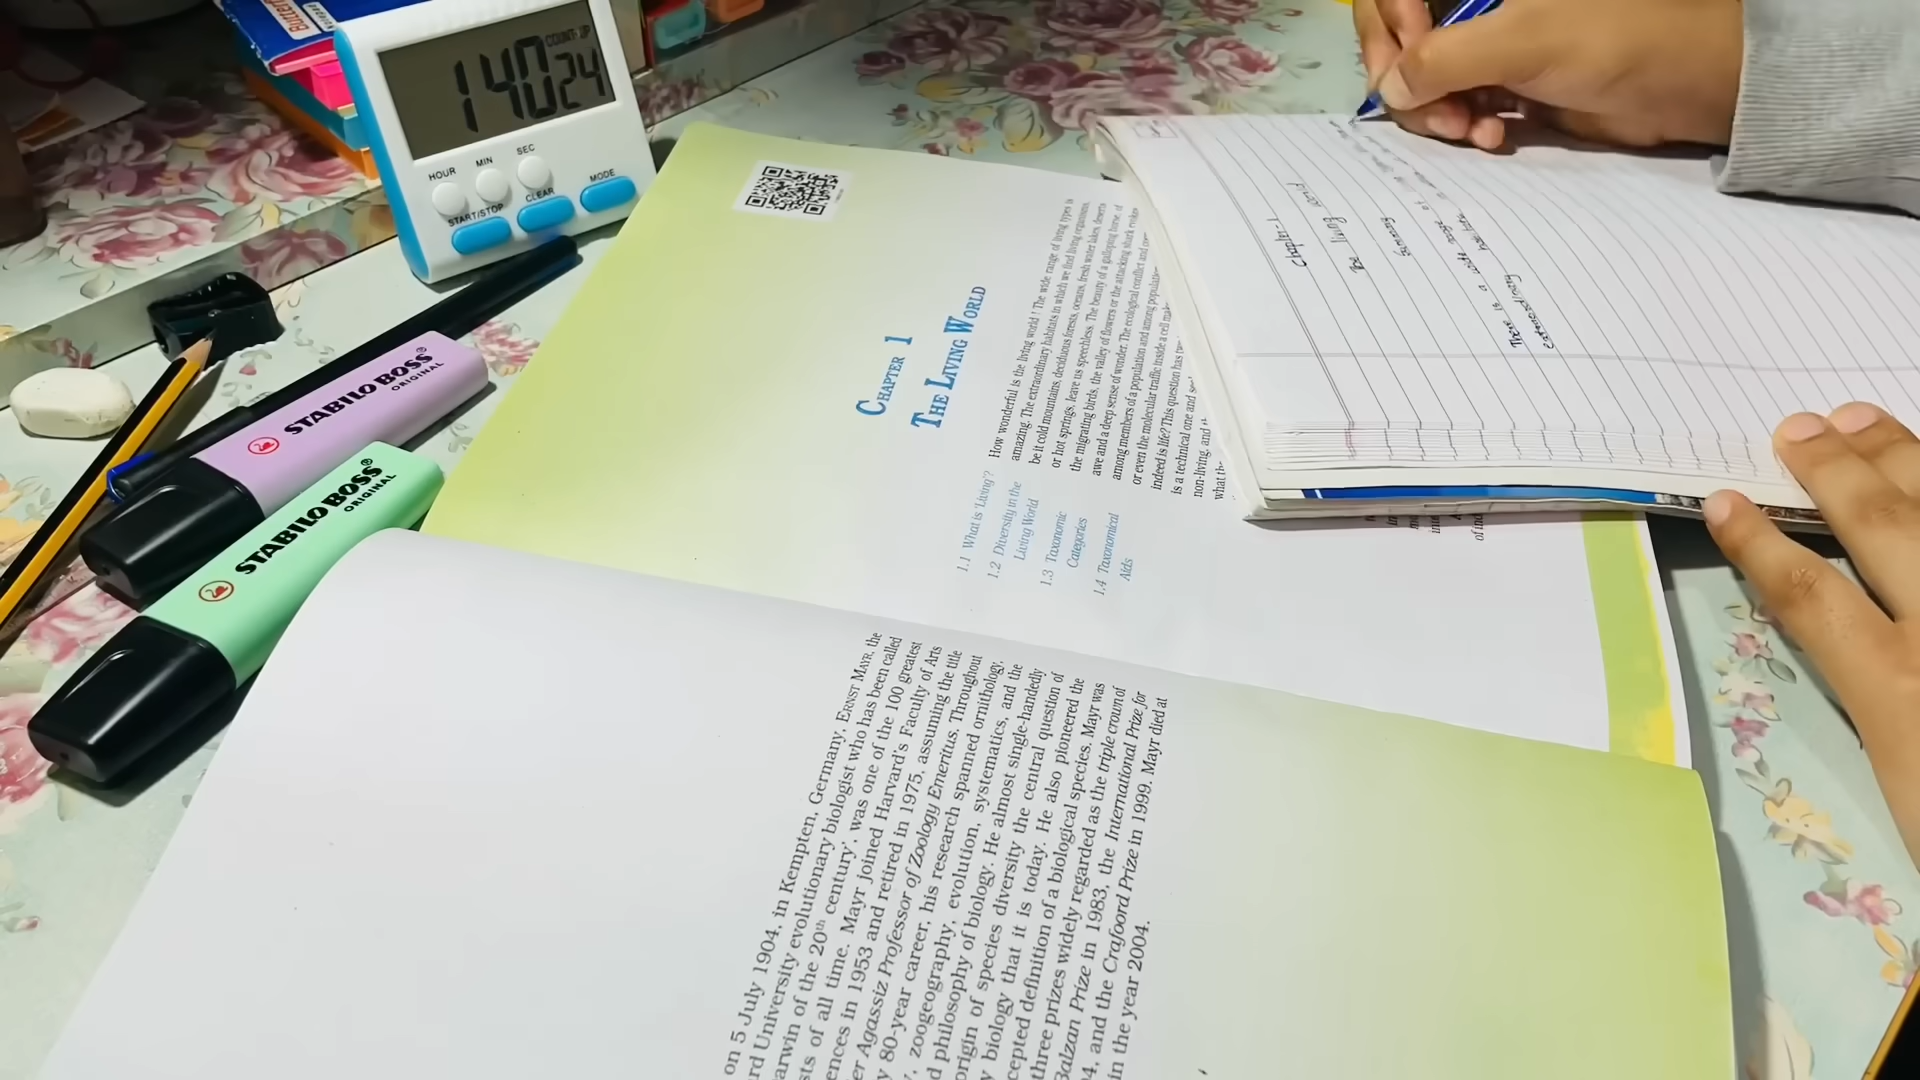 Butterf
COUNT UP
140 24
HOUR
MIN
SEC
START/STOP
CLEAR
MODE
STABILO BOSS®
ORIGINAL
STABILO BOSS®
ORIGINAL
CHAPTER 1
THE LIVING WORLD
1.1 What is 'Living'?
1.2 Diversity in the
Living World
1.3 Taxonomic
Categories
1.4 Taxonomical
Aids
How wonderful is the living world ! The wide range of living types is
amazing. The extraordinary habitats in which we find living organisms,
be it cold mountains, deciduous forests, oceans, fresh water lakes, deserts
or hot springs, leave us speechless. The beauty of a galloping horse, of
the migrating birds, the valley of flowers or the attacking shark evokes
awe and a deep sense of wonder. The ecological conflict and
among members of a population and among population
or even the molecular traffic inside a cell make
indeed is life? This question has two
is a technical one and
non-living, and
what
on 5 July 1904, in Kempten, Germany, ERNST MAYR, the
rd University evolutionary biologist who has been called
arwin of the 20th century', was one of the 100 greatest
sts of all time. Mayr joined Harvard's Faculty of Arts
ences in 1953 and retired in 1975, assuming the title
er Agassiz Professor of Zoology Emeritus. Throughout
y 80-year career, his research spanned ornithology,
, zoogeography, evolution, systematics, and the
d philosophy of biology. He almost single-handedly
origin of species diversity the central question of
y biology that it is today. He also pioneered the
cepted definition of a biological species. Mayr was
three prizes widely regarded as the triple crown of
Balzan Prize in 1983, the International Prize for
4, and the Crafoord Prize in 1999. Mayr died at
in the year 2004.
Chapter-1
The living world
Summary
There is a wide range of
extraordinary habitats